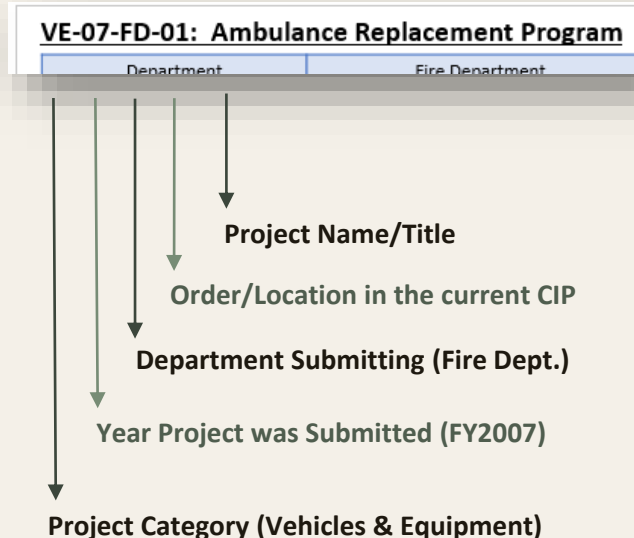 VE-07-FD-01: Ambulance Replacement Program
Department Fire Department
Project Name/Title
Order/Location in the current CIP
Department Submitting (Fire Dept.)
Year Project was Submitted (FY2007)
Project Category (Vehicles & Equipment)